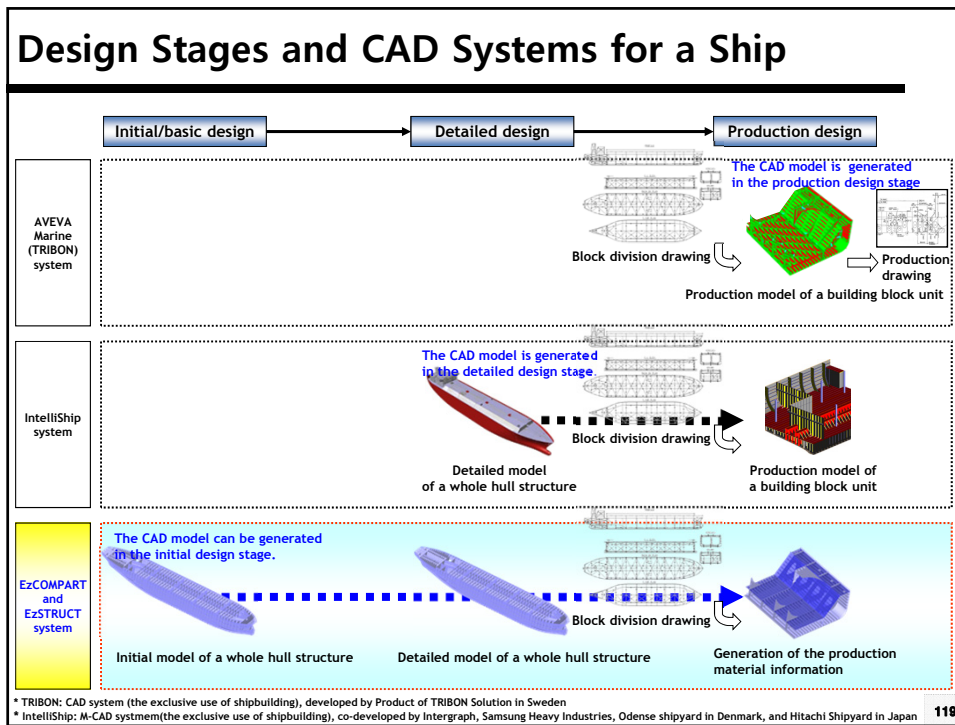 Design Stages and CAD Systems for a Ship
Initial/basic design
Detailed design
Production design
AVEVA
Marine
(TRIBON)
system
The CAD model is generated
in the production design stage
Block division drawing
Production
drawing
Production model of a building block unit
IntelliShip
system
The CAD model is generated
in the detailed design stage.
Block division drawing
Detailed model
of a whole hull structure
Production model of
a building block unit
EzCOMPART
and
EzSTRUCT
system
The CAD model can be generated
in the initial design stage.
Block division drawing
Initial model of a whole hull structure
Detailed model of a whole hull structure
Generation of the production
material information
* TRIBON: CAD system (the exclusive use of shipbuilding), developed by Product of TRIBON Solution in Sweden
* IntelliShip: M-CAD systmem(the exclusive use of shipbuilding), co-developed by Intergraph, Samsung Heavy Industries, Odense shipyard in Denmark, and Hitachi Shipyard in Japan
119